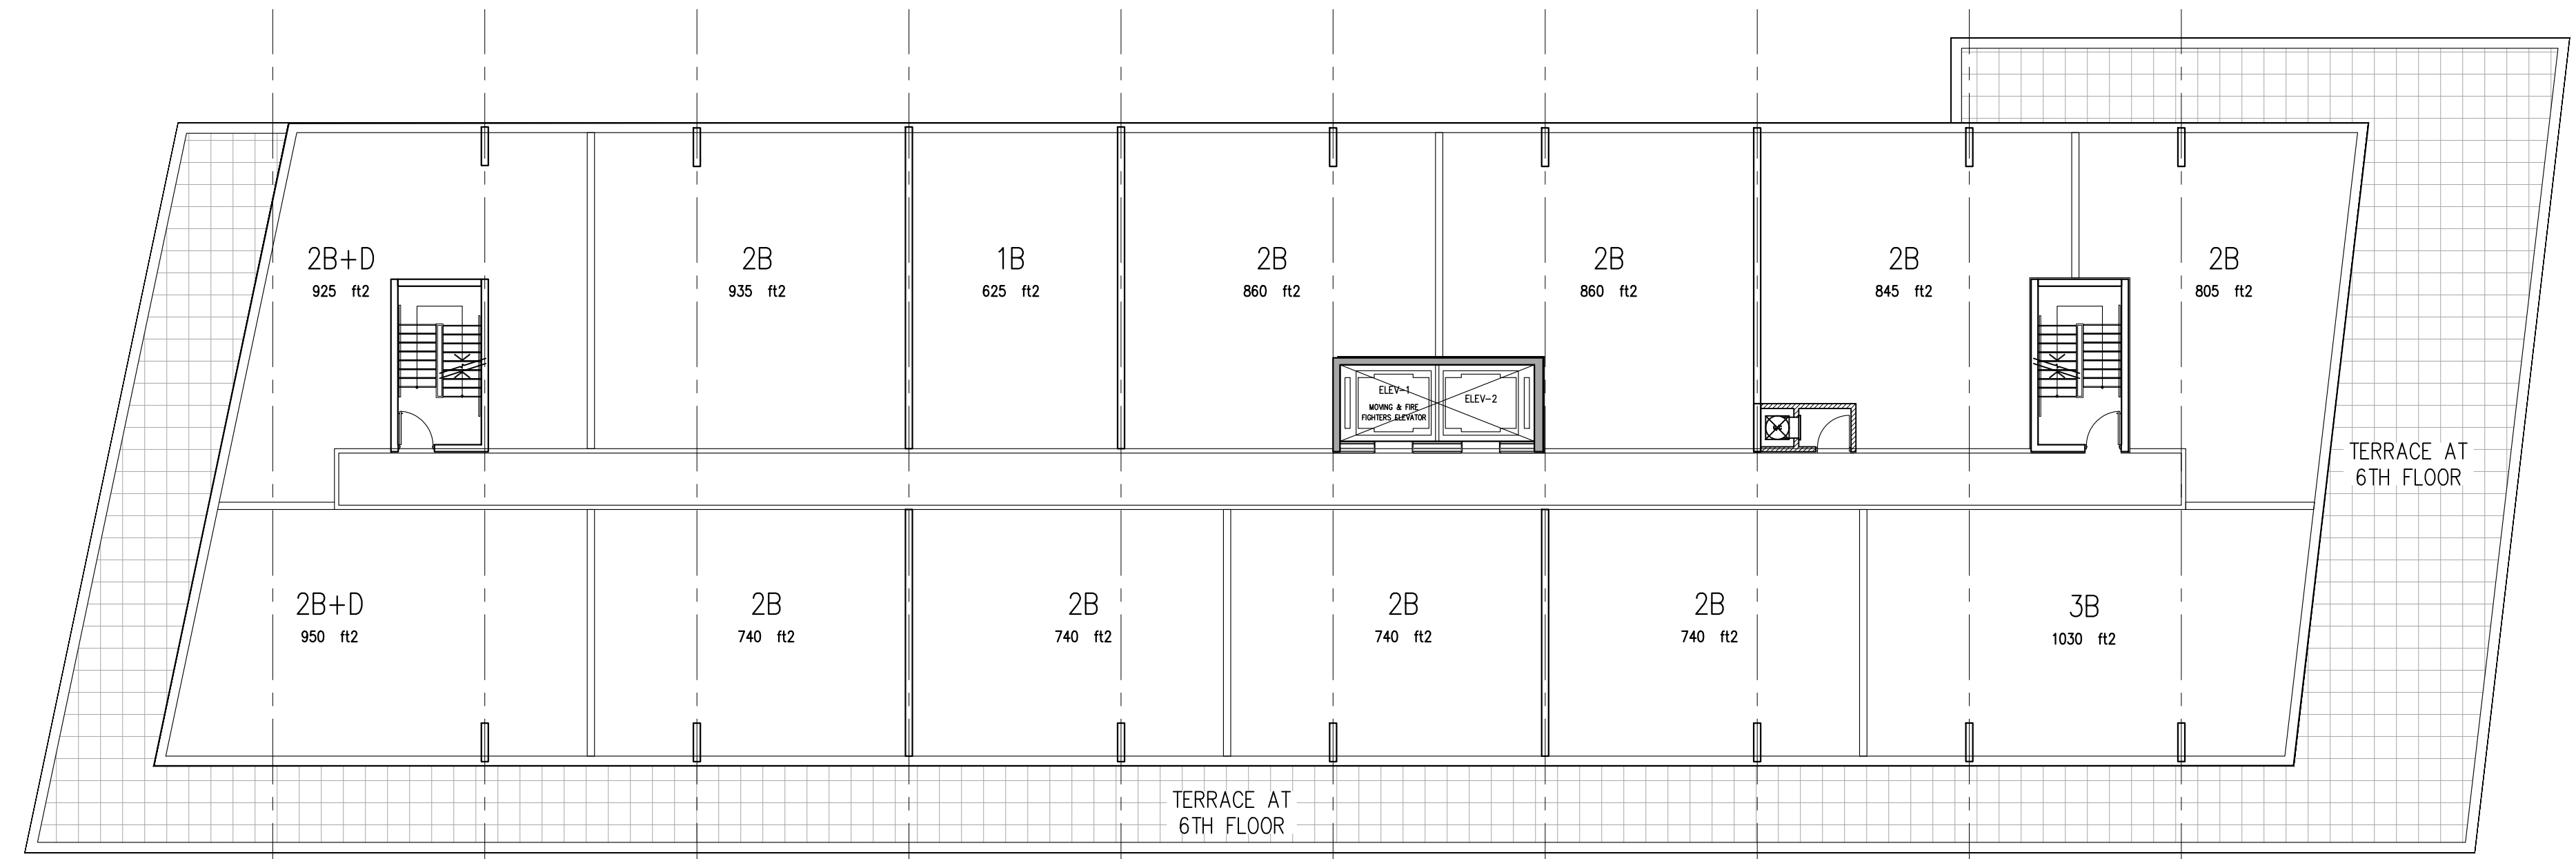 2B+D
925 ft2
2B
935 ft2
1B
625 ft2
2B
860 ft2
2B
860 ft2
2B
845 ft2
2B
805 ft2
ELEV-1
MOVING & FIRE
FIGHTERS ELEVATOR
ELEV-2
TERRACE AT
6TH FLOOR
2B+D
950 ft2
2B
740 ft2
2B
740 ft2
2B
740 ft2
2B
740 ft2
3B
1030 ft2
TERRACE AT
6TH FLOOR